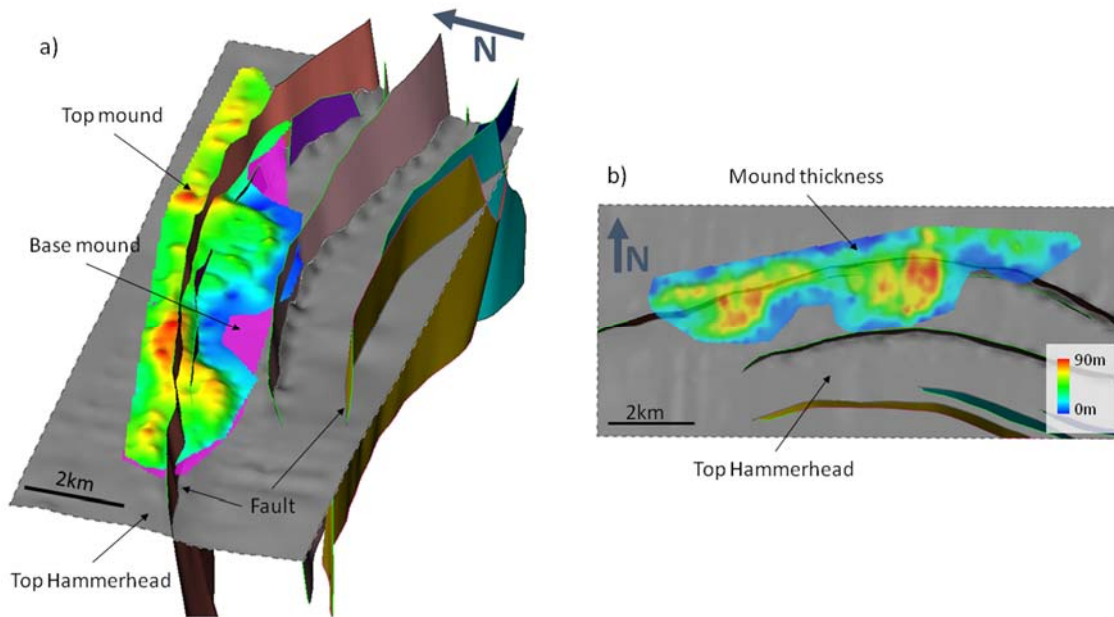 a)
N
Top mound
Base mound
2km
Fault
Top Hammerhead
b)
Mound thickness
N
90m
0m
2km
Top Hammerhead